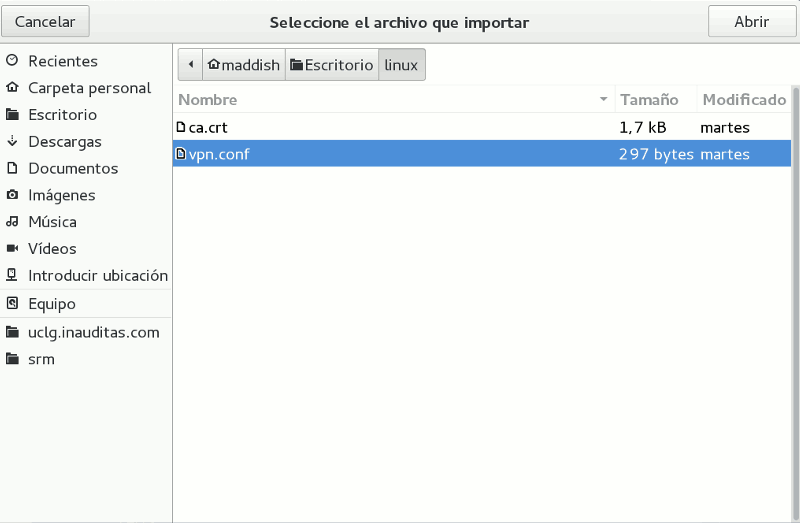 Cancelar Seleccione el archivo que importar Abrir
Recientes
Carpeta personal
Escritorio
Descargas
Documentos
Imágenes
Música
Vídeos
Introducir ubicación
Equipo
uclg.inauditas.com
srm
maddish Escritorio linux
Nombre Tamaño Modificado
ca.crt 1,7 kB martes
vpn.conf 297 bytes martes